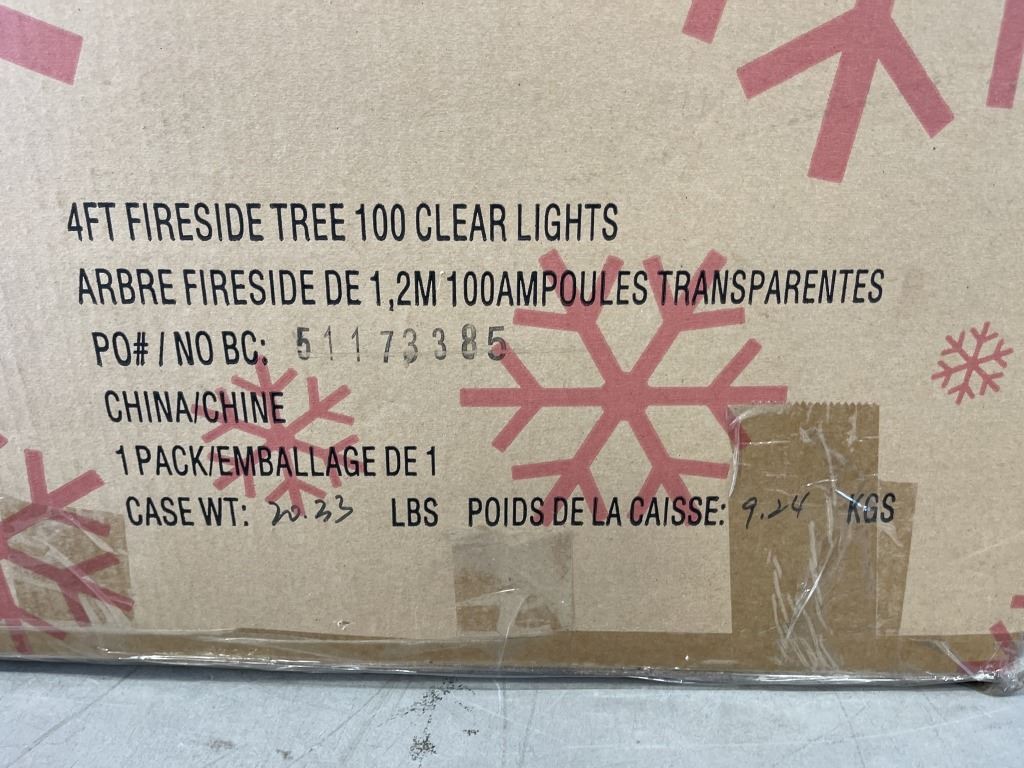 4FT FIRESIDE TREE 100 CLEAR LIGHTS
ARBRE FIRESIDE DE 1,2M 100AMPOULES TRANSPARENTES
PO# / NO BC: 51173385
CHINA/CHINE
1 PACK/EMBALLAGE DE 1
CASE WT: 20.33 LBS POIDS DE LA CAISSE: 9.24 KGS